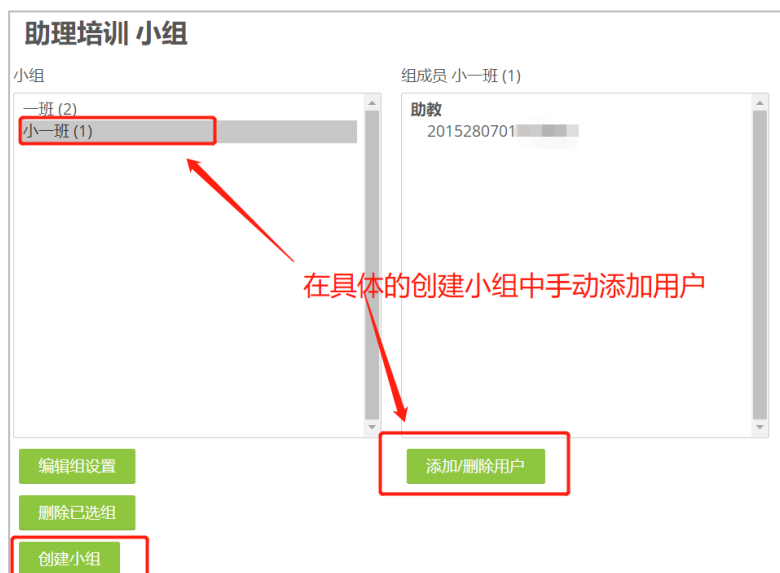 助理培训 小组
小组
组成员 小一班 (1)
一班 (2)
小一班 (1)
助教
2015280701
在具体的创建小组中手动添加用户
编辑组设置
添加/删除用户
删除已选组
创建小组